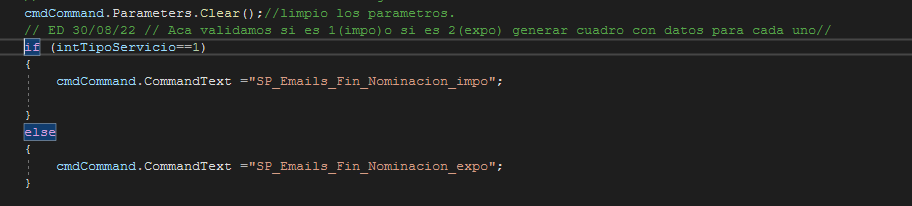 cmdCommand.Parameters.Clear();//limpio los parametros.
// ED 30/08/22 // Aca validamos si es 1(impo)o si es 2(expo) generar cuadro con datos para cada uno//
if (intTipoServicio==1)
{
cmdCommand.CommandText ="SP_Emails_Fin_Nominacion_impo";
}
else
{
cmdCommand.CommandText ="SP_Emails_Fin_Nominacion_expo";
}